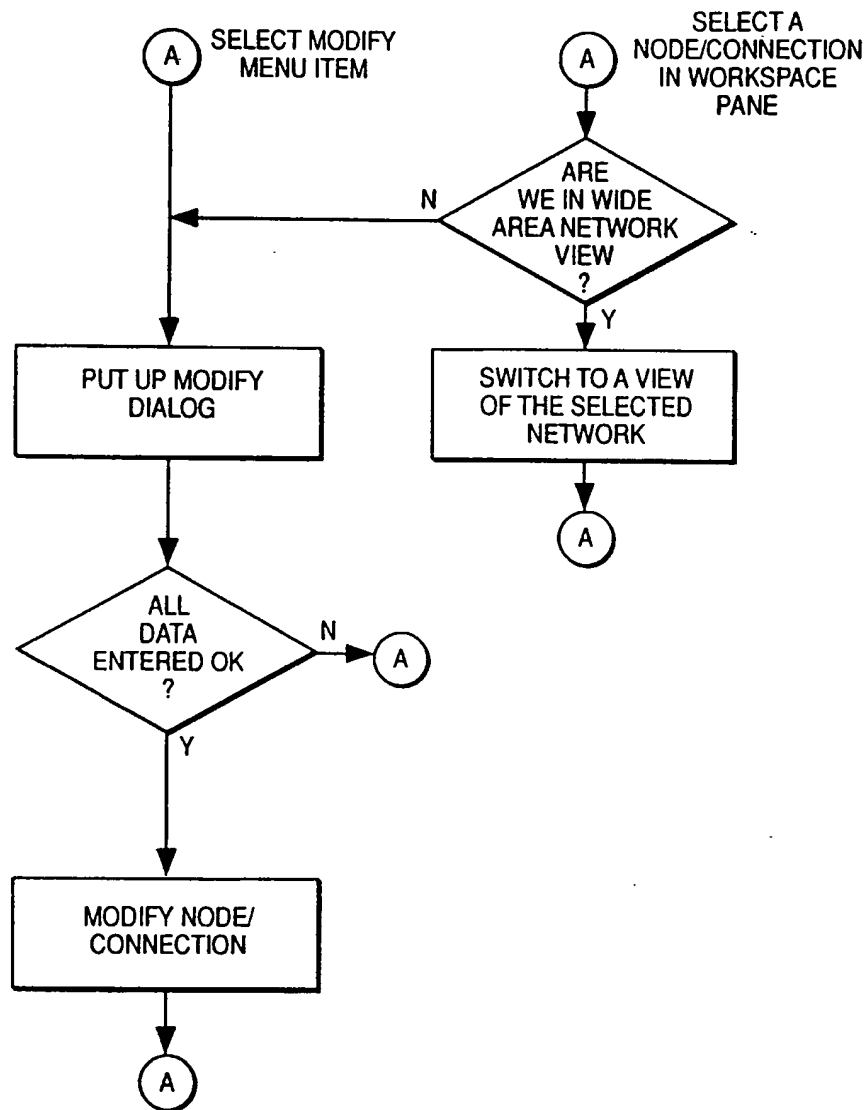 A
SELECT MODIFY
MENU ITEM
A
SELECT A
NODE/CONNECTION
IN WORKSPACE
PANE
ARE
WE IN WIDE
AREA NETWORK
VIEW
?
N
Y
PUT UP MODIFY
DIALOG
SWITCH TO A VIEW
OF THE SELECTED
NETWORK
A
ALL
DATA
ENTERED OK
?
N
A
Y
MODIFY NODE/
CONNECTION
A